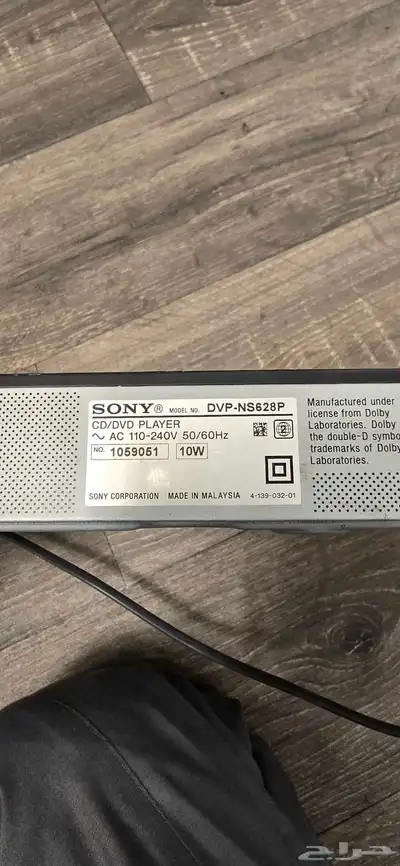 SONY® MODEL NO. DVP-NS628P
CD/DVD PLAYER
~ AC 110-240V 50/60Hz
NO. 1059051 10W
2
SONY CORPORATION MADE IN MALAYSIA 4-139-032-01
Manufactured under
license from Dolby
Laboratories. Dolby
the double-D symbo
trademarks of Dolby
Laboratories.
حراج